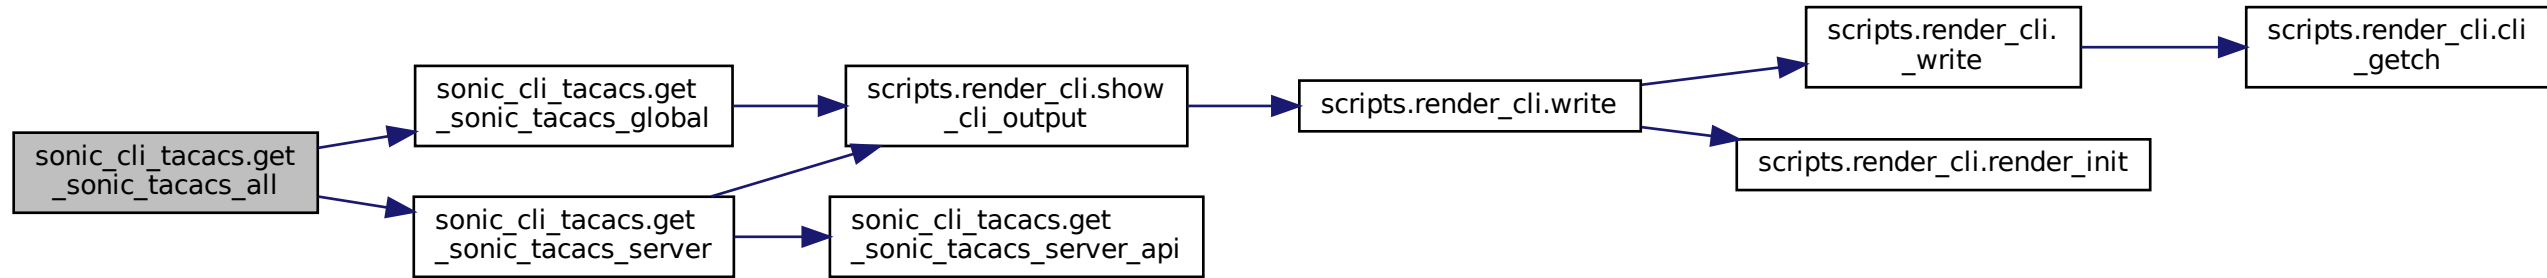 sonic_cli_tacacs.get
_sonic_tacacs_all
sonic_cli_tacacs.get
_sonic_tacacs_global
sonic_cli_tacacs.get
_sonic_tacacs_server
scripts.render_cli.show
_cli_output
sonic_cli_tacacs.get
_sonic_tacacs_server_api
scripts.render_cli.write
scripts.render_cli.
_write
scripts.render_cli.render_init
scripts.render_cli.cli
_getch